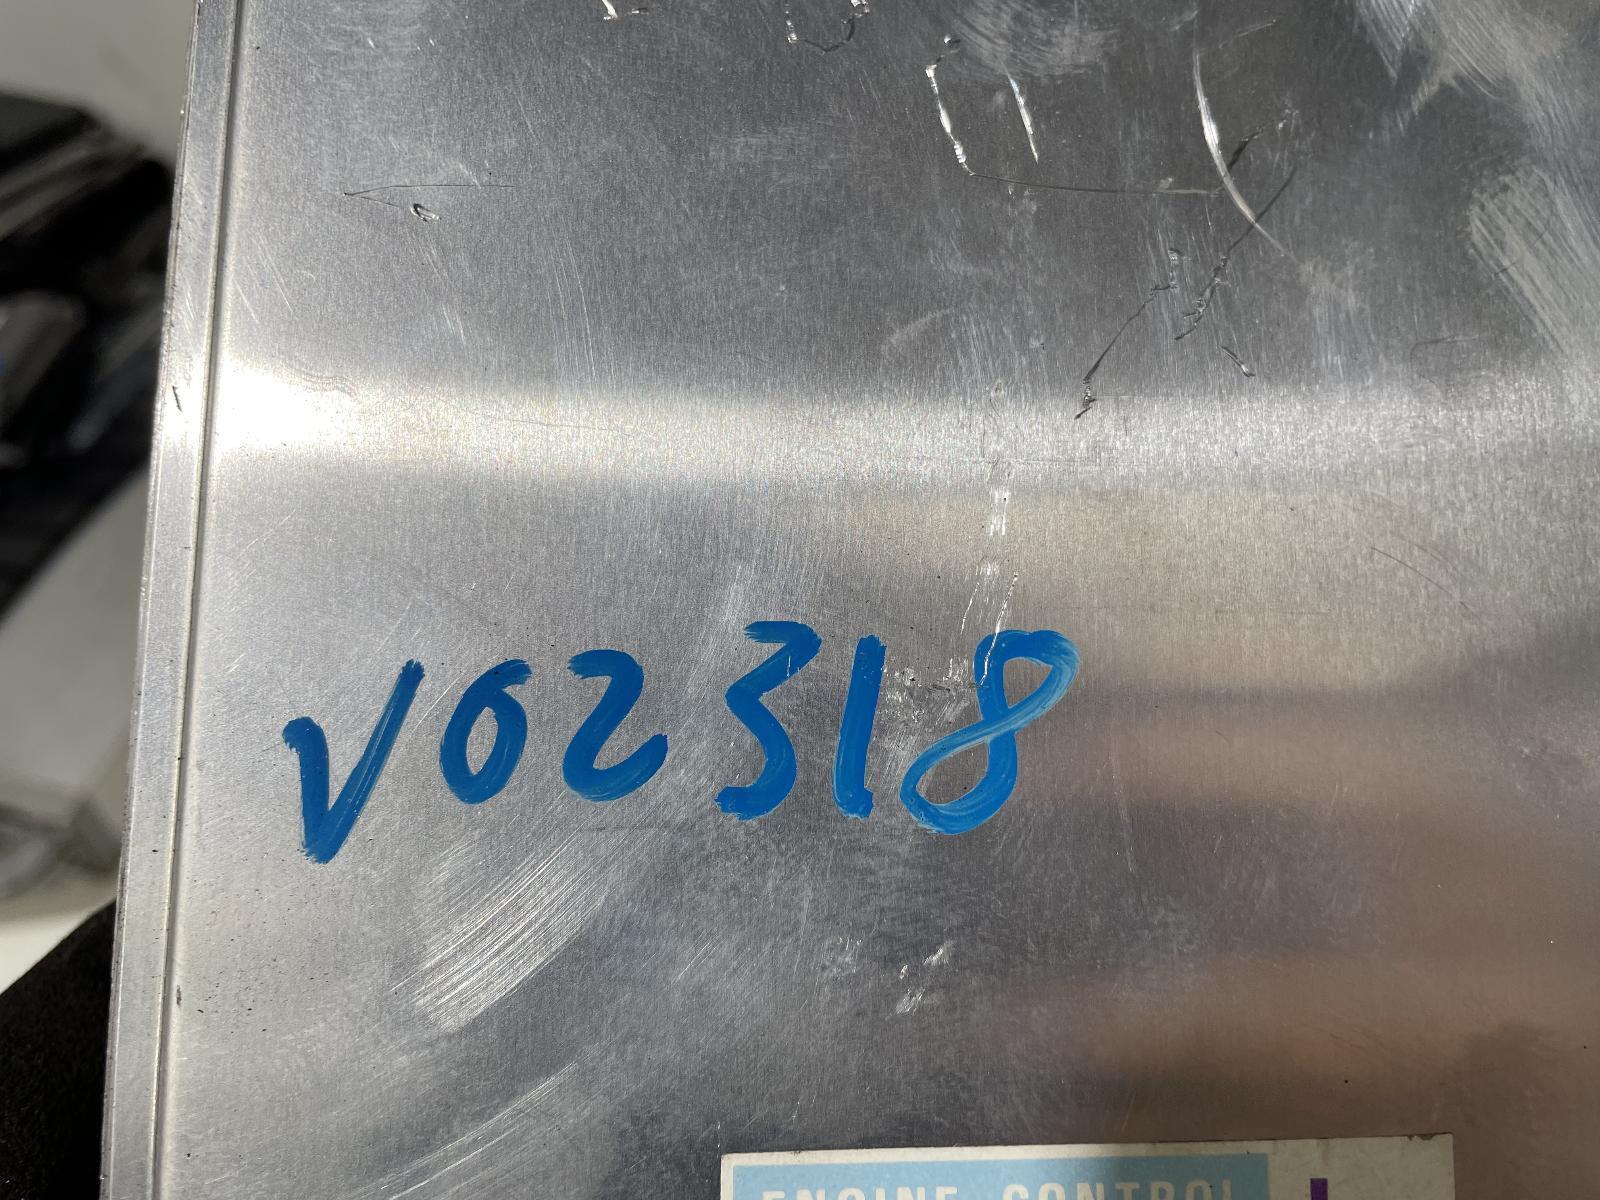 V02318
ENGINE CONTROL